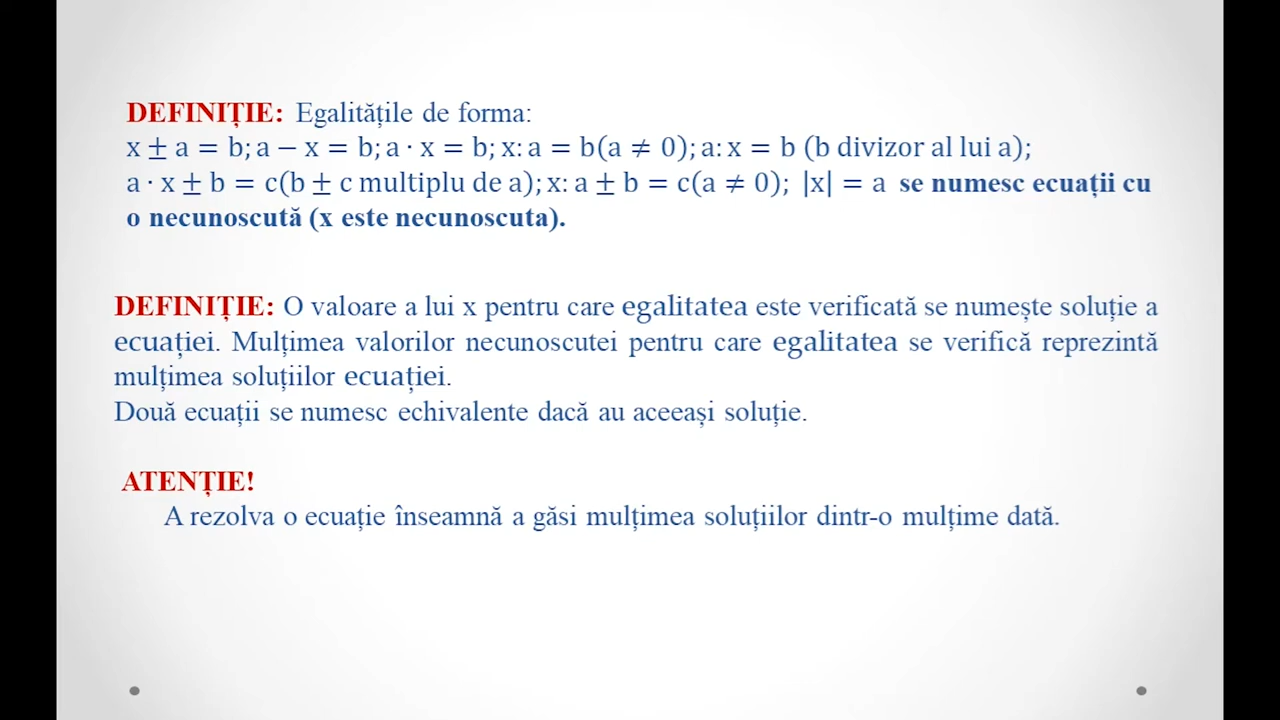 DEFINIȚIE: Egalitățile de forma:
x ± a = b; a − x = b; a · x = b; x: a = b(a ≠ 0); a: x = b (b divizor al lui a);
a · x ± b = c(b ± c multiplu de a); x: a ± b = c(a ≠ 0); |x| = a se numesc ecuații cu
o necunoscută (x este necunoscuta).
DEFINIȚIE: O valoare a lui x pentru care egalitatea este verificată se numește soluție a
ecuației. Mulțimea valorilor necunoscutei pentru care egalitatea se verifică reprezintă
mulțimea soluțiilor ecuației.
Două ecuații se numesc echivalente dacă au aceeași soluție.
ATENȚIE!
A rezolva o ecuație înseamnă a găsi mulțimea soluțiilor dintr-o mulțime dată.